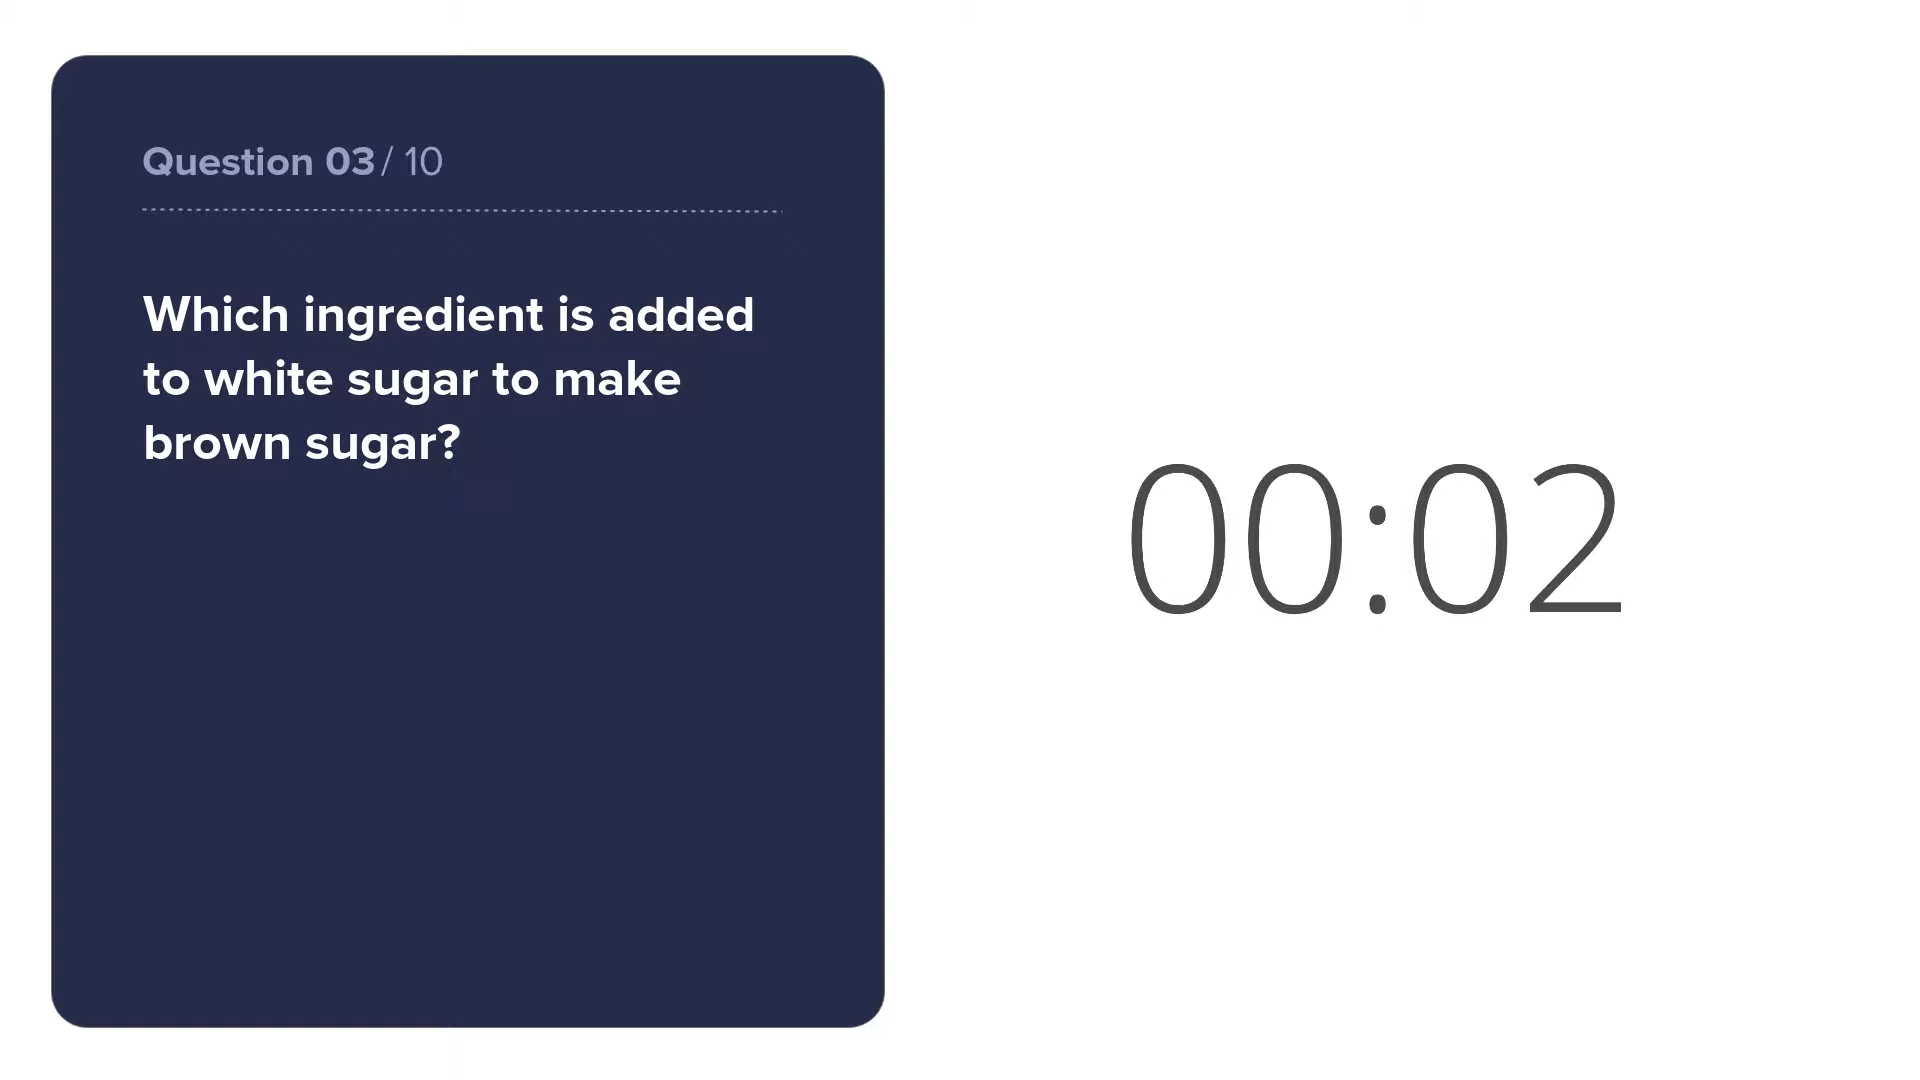 Question 03 / 10
Which ingredient is added
to white sugar to make
brown sugar?
00:02